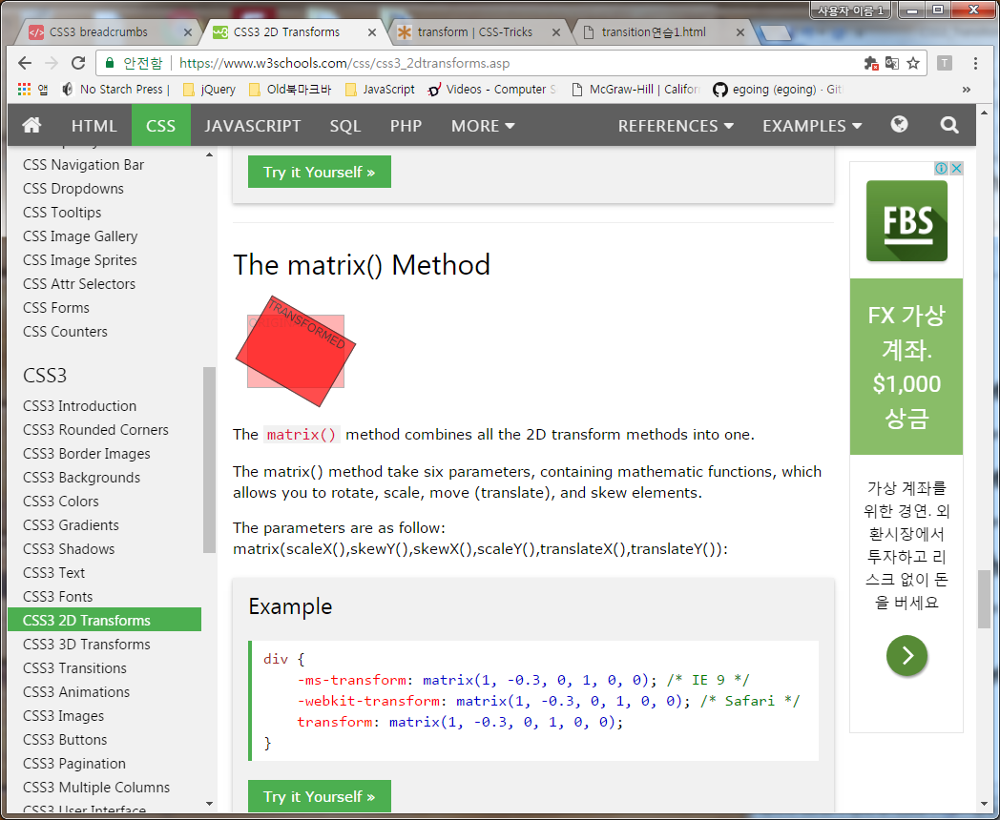 사용자 이름 1
CSS3 breadcrumbs
CSS3 2D Transforms
transform | CSS-Tricks
transition연습1.html
안전함
https://www.w3schools.com/css/css3_2dtransforms.asp
앱
No Starch Press |
jQuery
Old북마크바
JavaScript
Videos - Computer S
McGraw-Hill | Califor
egoing (egoing) · Git
»
HTML
CSS
JAVASCRIPT
SQL
PHP
MORE
REFERENCES
EXAMPLES
CSS Navigation Bar
CSS Dropdowns
CSS Tooltips
CSS Image Gallery
CSS Image Sprites
CSS Attr Selectors
CSS Forms
CSS Counters
CSS3
CSS3 Introduction
CSS3 Rounded Corners
CSS3 Border Images
CSS3 Backgrounds
CSS3 Colors
CSS3 Gradients
CSS3 Shadows
CSS3 Text
CSS3 Fonts
CSS3 2D Transforms
CSS3 3D Transforms
CSS3 Transitions
CSS3 Animations
CSS3 Images
CSS3 Buttons
CSS3 Pagination
CSS3 Multiple Columns
CSS3 User Interface
Try it Yourself »
The matrix() Method
TRANSFORMED
The matrix() method combines all the 2D transform methods into one.
The matrix() method take six parameters, containing mathematic functions, which
allows you to rotate, scale, move (translate), and skew elements.
The parameters are as follow:
matrix(scaleX(),skewY(),skewX(),scaleY(),translateX(),translateY()):
Example
div {
-ms-transform: matrix(1, -0.3, 0, 1, 0, 0); /* IE 9 */
-webkit-transform: matrix(1, -0.3, 0, 1, 0, 0); /* Safari */
transform: matrix(1, -0.3, 0, 1, 0, 0);
}
Try it Yourself »
FBS
FX 가상
계좌.
$1,000
상금
가상 계좌를
위한 경연. 외
환시장에서
투자하고 리
스크 없이 돈
을 버세요